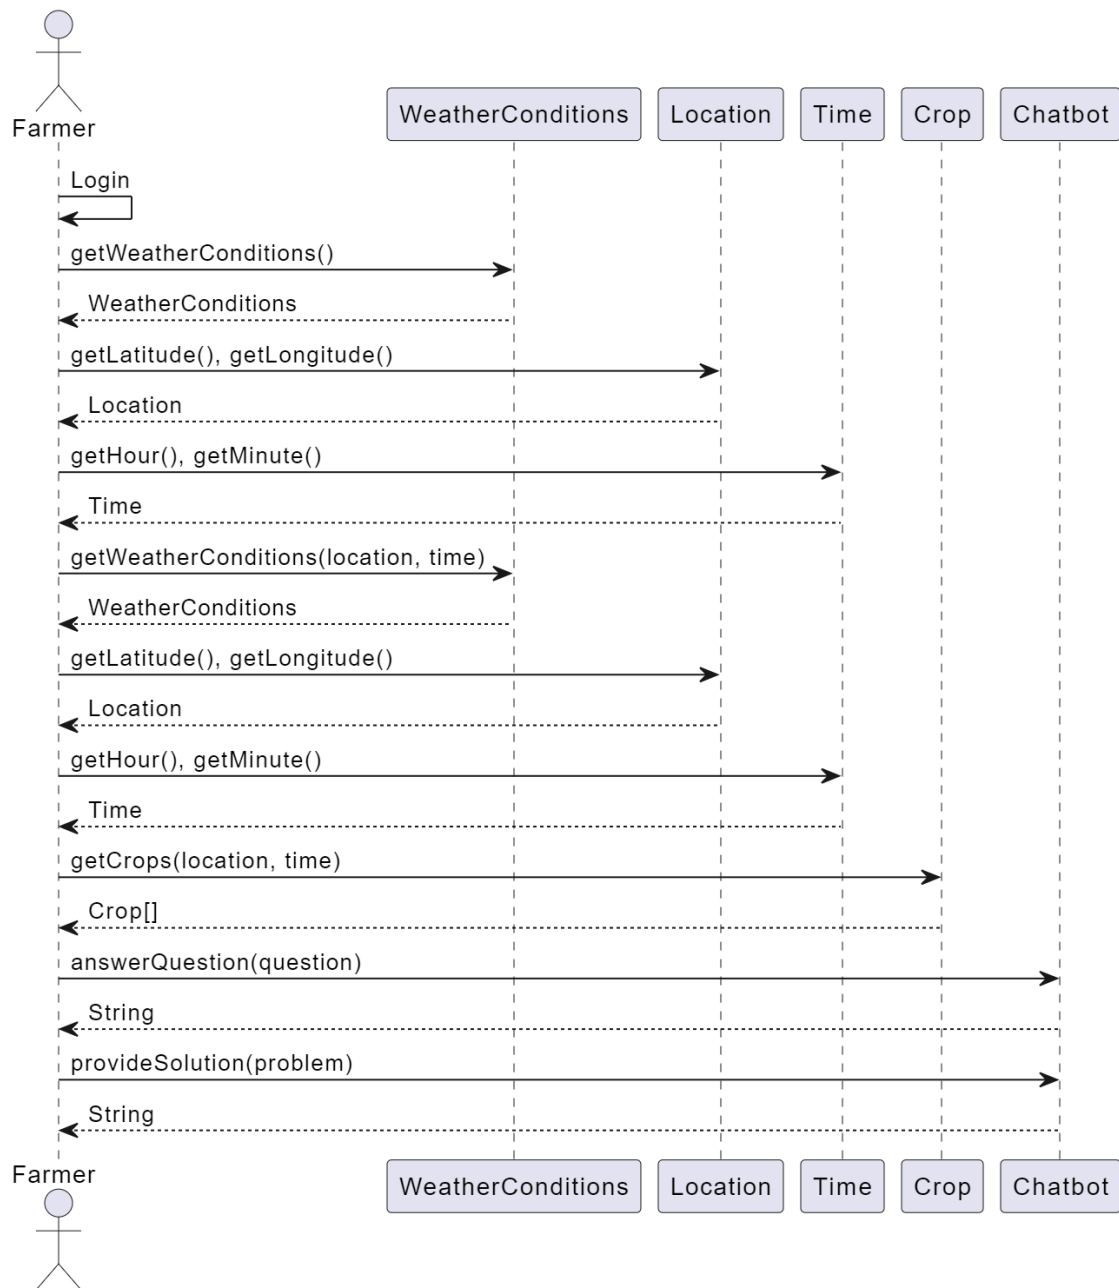 Farmer
WeatherConditions Location Time Crop Chatbot
Login
getWeatherConditions()
WeatherConditions
getLatitude(), getLongitude()
Location
getHour(), getMinute()
Time
getWeatherConditions(location, time)
WeatherConditions
getLatitude(), getLongitude()
Location
getHour(), getMinute()
Time
getCrops(location, time)
Crop[]
answerQuestion(question)
String
provideSolution(problem)
String
Farmer
WeatherConditions Location Time Crop Chatbot